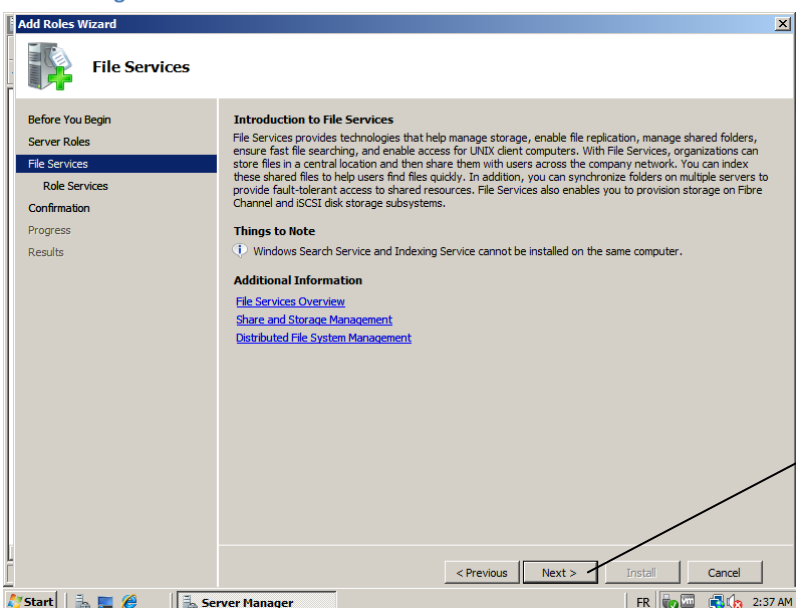 Add Roles Wizard
File Services
Before You Begin
Server Roles
File Services
Role Services
Confirmation
Progress
Results
Introduction to File Services
File Services provides technologies that help manage storage, enable file replication, manage shared folders,
ensure fast file searching, and enable access for UNIX client computers. With File Services, organizations can
store files in a central location and then share them with users across the company network. You can index
these shared files to help users find files quickly. In addition, you can synchronize folders on multiple servers to
provide fault-tolerant access to shared resources. File Services also enables you to provision storage on Fibre
Channel and iSCSI disk storage subsystems.
Things to Note
Windows Search Service and Indexing Service cannot be installed on the same computer.
Additional Information
File Services Overview
Share and Storage Management
Distributed File System Management
< Previous Next > Install Cancel
Start Server Manager FR vm 2:37 AM